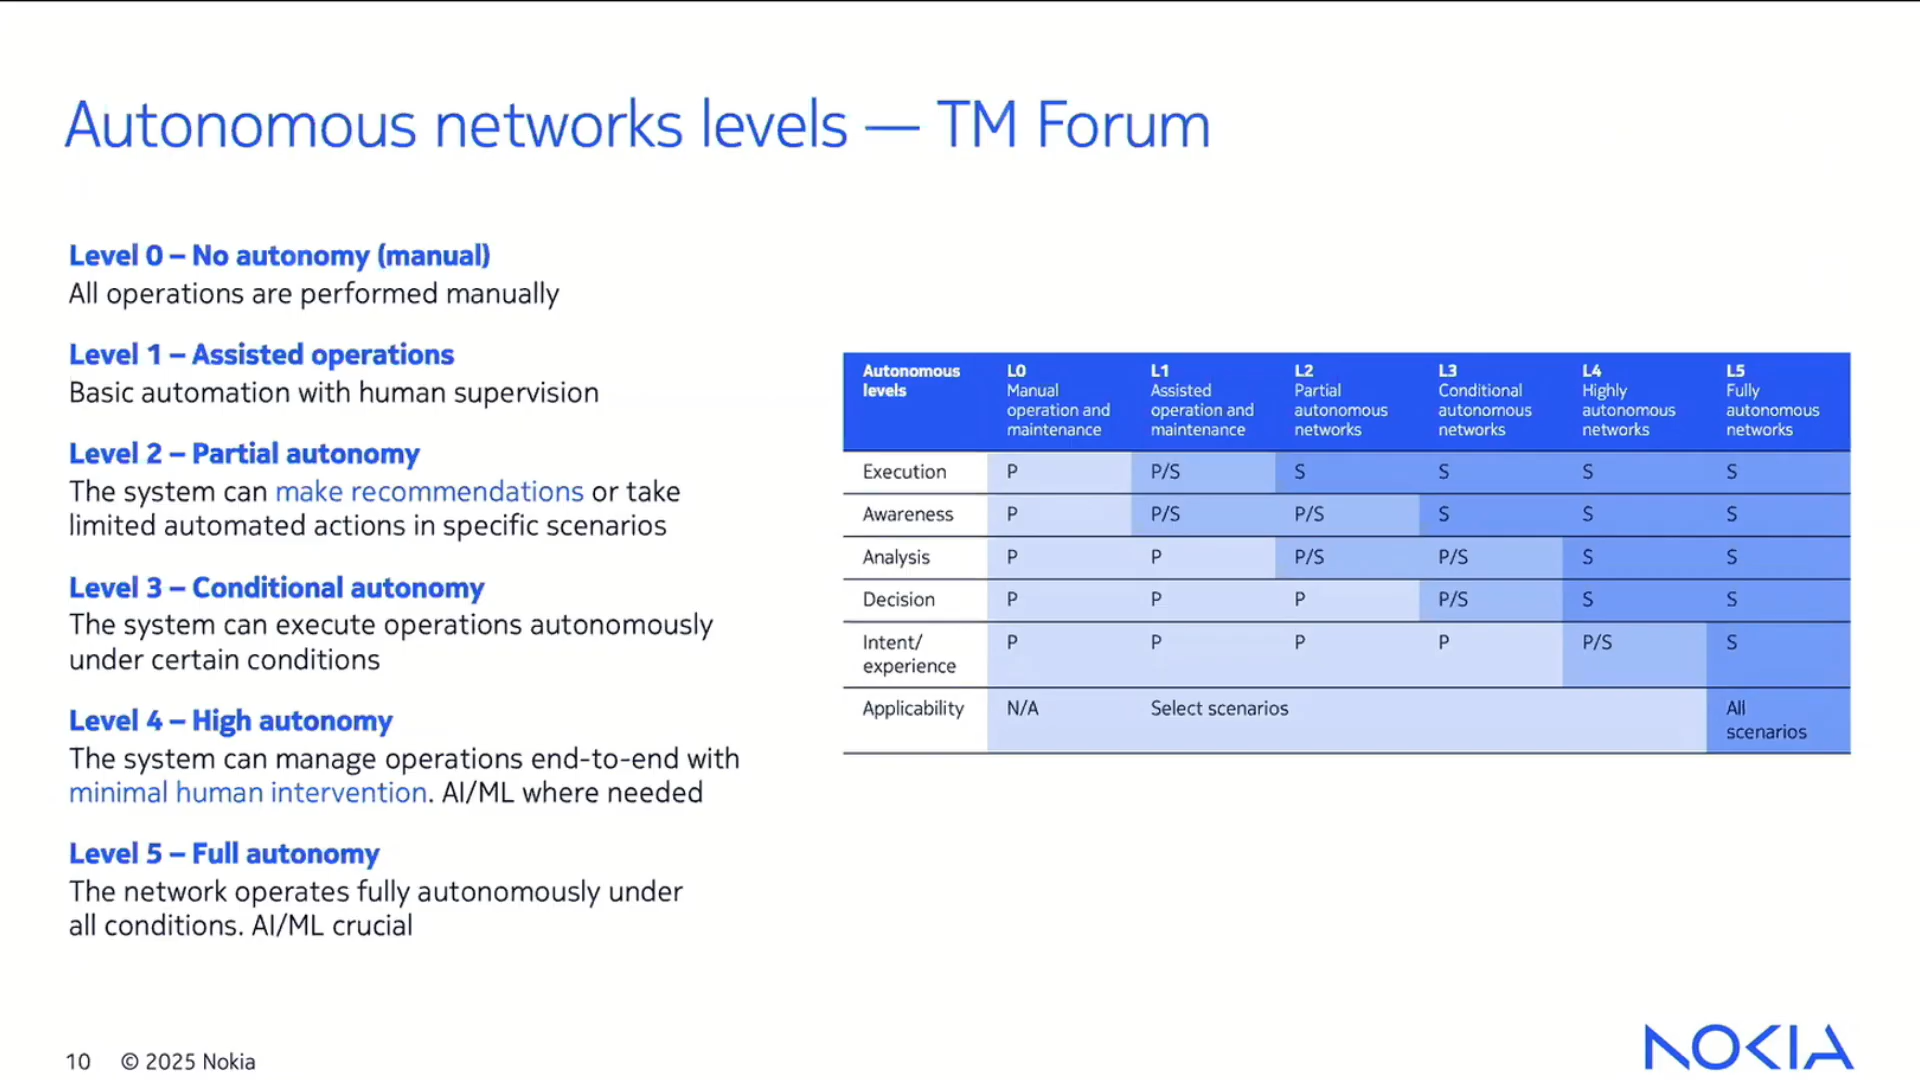 Autonomous networks levels — TM Forum
Level 0 – No autonomy (manual)
All operations are performed manually
Level 1 – Assisted operations
Basic automation with human supervision
Level 2 – Partial autonomy
The system can make recommendations or take
limited automated actions in specific scenarios
Level 3 – Conditional autonomy
The system can execute operations autonomously
under certain conditions
Level 4 – High autonomy
The system can manage operations end-to-end with
minimal human intervention. AI/ML where needed
Level 5 – Full autonomy
The network operates fully autonomously under
all conditions. AI/ML crucial
Autonomous L0 L1 L2 L3 L4 L5
levels Manual Assisted Partial Conditional Highly Fully
operation and operation and autonomous autonomous autonomous autonomous
maintenance maintenance networks networks networks networks
Execution P P/S S S S S
Awareness P P/S P/S S S S
Analysis P P P/S P/S S S
Decision P P P P/S S S
Intent/ P P P P P/S S
experience
Applicability N/A Select scenarios All
scenarios
10 © 2025 Nokia
NOKIA